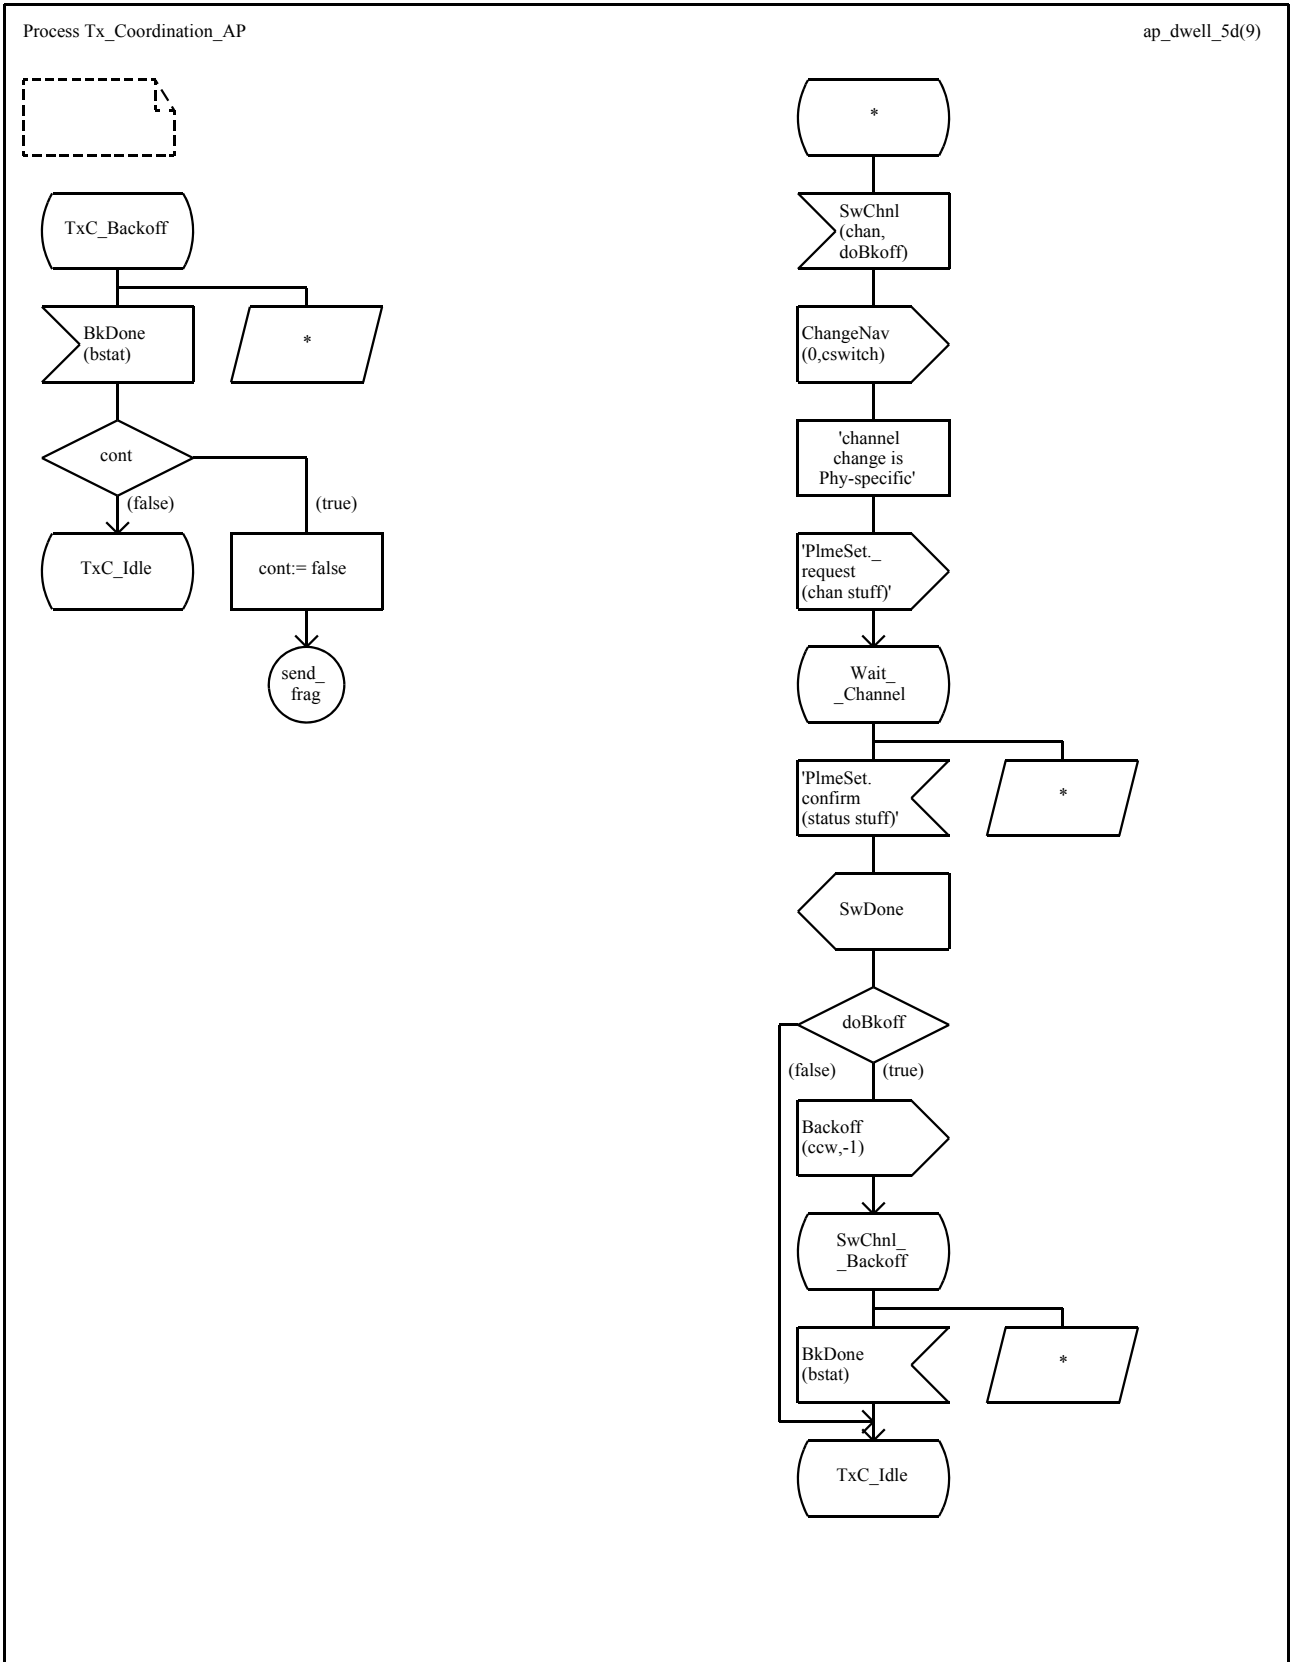 Process Tx_Coordination_AP
ap_dwell_5d(9)
TxC_Backoff
BkDone
(bstat)
*
cont
(false)
(true)
TxC_Idle
cont:= false
send_
frag
*
SwChnl
(chan,
doBkoff)
ChangeNav
(0,cswitch)
'channel
change is
Phy-specific'
'PlmeSet._
request
(chan stuff)'
Wait_
_Channel
'PlmeSet.
confirm
(status stuff)'
*
SwDone
doBkoff
(false)
(true)
Backoff
(ccw,-1)
SwChnl_
_Backoff
BkDone
(bstat)
*
TxC_Idle